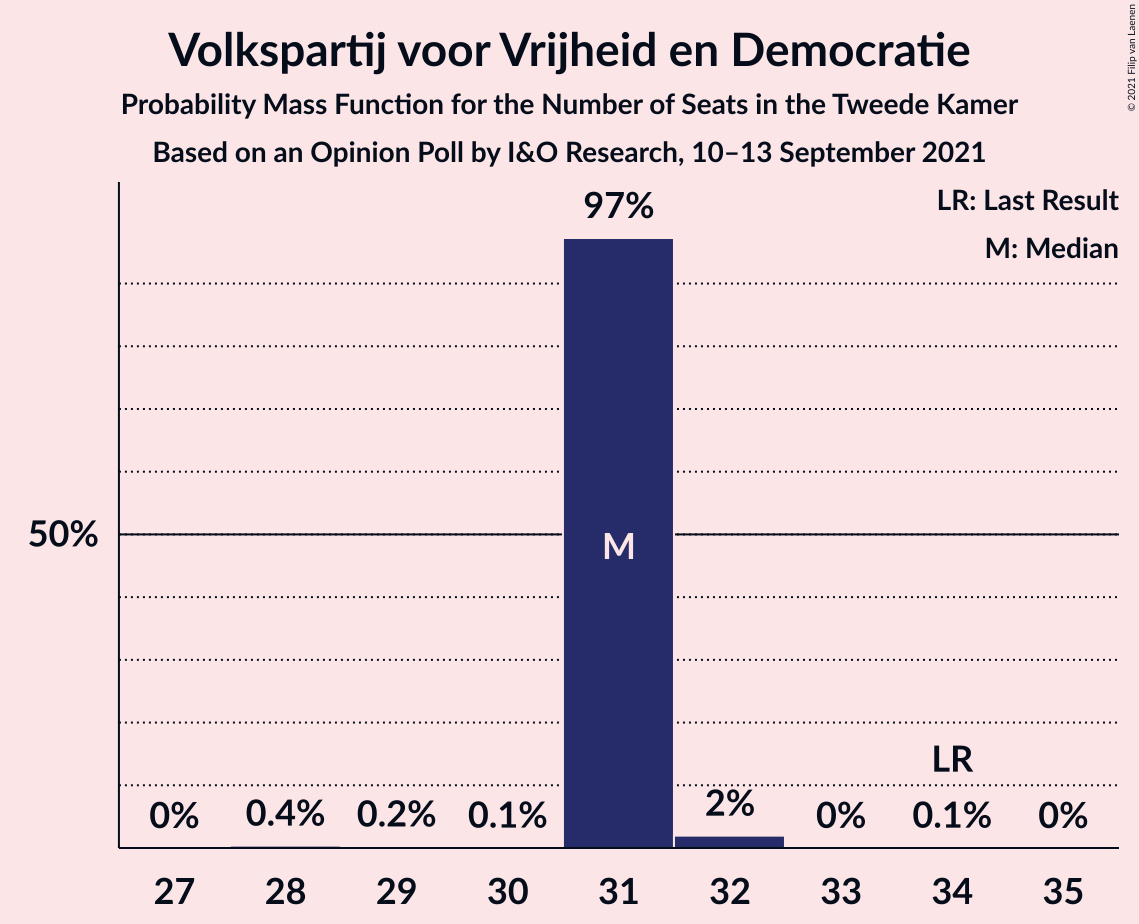 Volkspartij voor Vrijheid en Democratie
Probability Mass Function for the Number of Seats in the Tweede Kamer
Based on an Opinion Poll by I&O Research, 10–13 September 2021
© 2021 Filip van Laenen
LR: Last Result
M: Median
97%
50%
M
LR
0% 0.4% 0.2% 0.1% 2% 0% 0.1% 0%
27 28 29 30 31 32 33 34 35